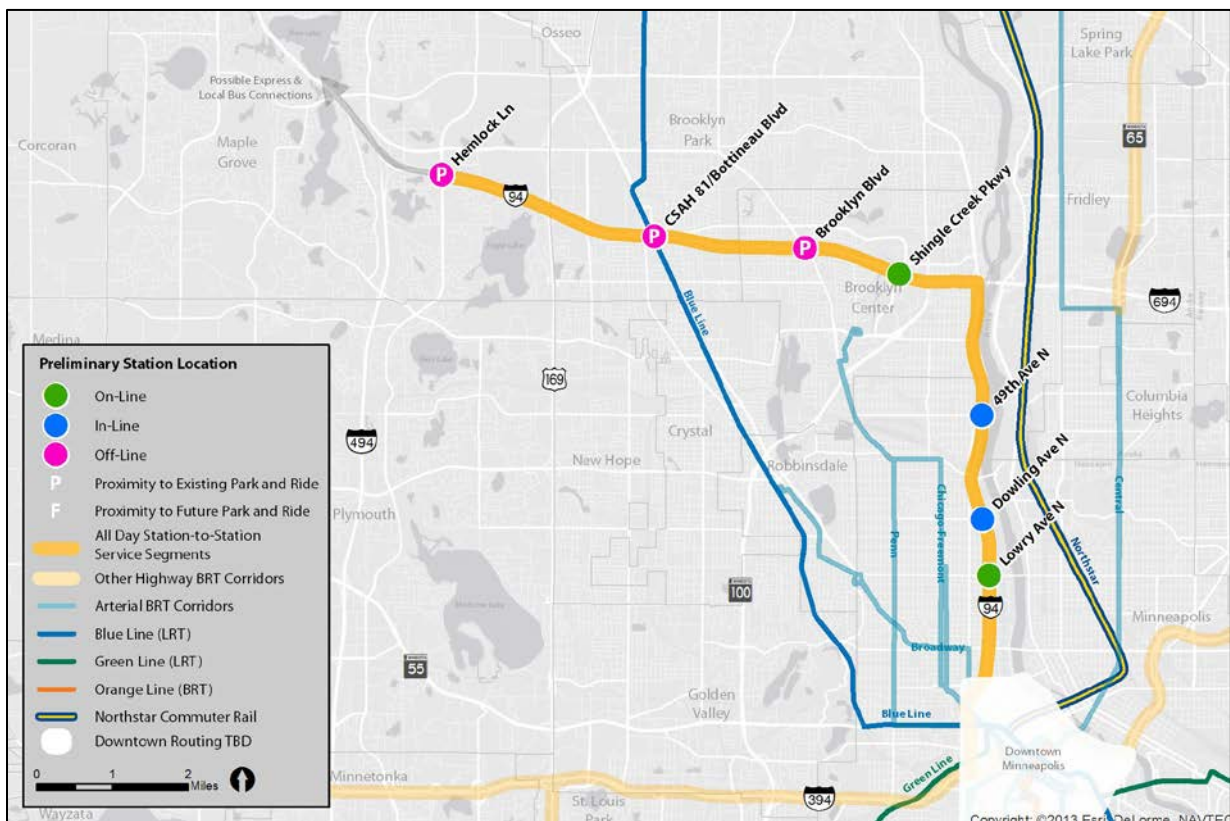 Osseo
Spring
Lake Park
Possible Express &
Local Bus Connections
Hemlock Ln
Brooklyn
Park
65
Corcoran
Maple
Grove
94
CSAH 81/Bottineau Blvd
Brooklyn Blvd
Shingle Creek Pkwy
Fridley
Brooklyn
Center
Blue Line
694
Medina
Preliminary Station Location
On-Line
In-Line
Off-Line
P Proximity to Existing Park and Ride
F Proximity to Future Park and Ride
All Day Station-to-Station
Service Segments
Other Highway BRT Corridors
Arterial BRT Corridors
Blue Line (LRT)
Green Line (LRT)
Orange Line (BRT)
Northstar Commuter Rail
Downtown Routing TBD
0 1 2
Miles
169
494
49th Ave N
Columbia
Heights
Crystal
New Hope
Robbinsdale
Plymouth
Dowling Ave N
Central
Penn
Chicago-Freemont
Lowry Ave N
Northstar
100
94
Minneapolis
55
Broadway
Golden
Valley
Blue Line
Downtown
Minneapolis
Green Line
Minnetonka
St. Louis
Park
394
Wayzata
Copyright: ©2013 Esri, DeLorme, NAVTEQ
P
P
P